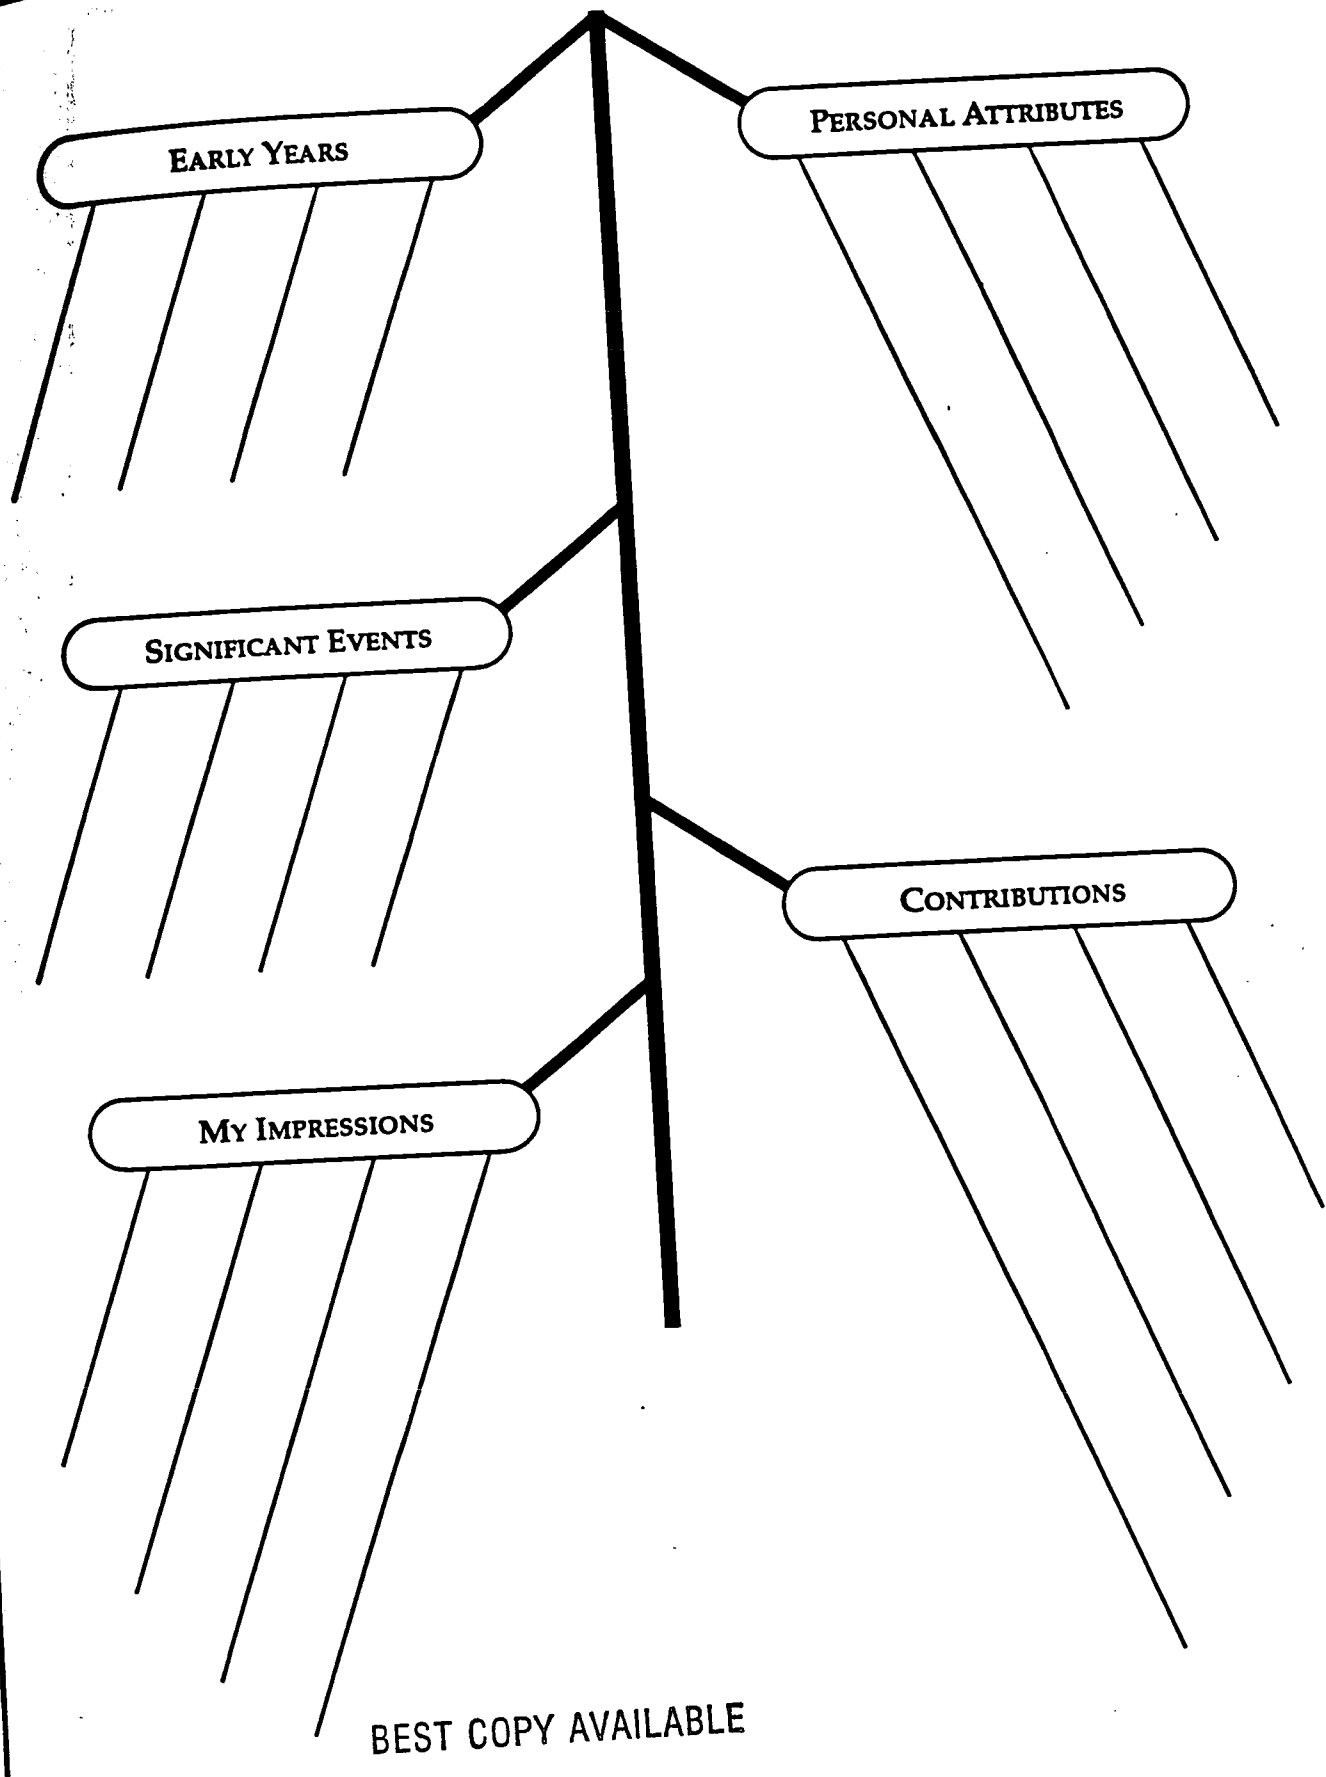 PERSONAL ATTRIBUTES
EARLY YEARS
SIGNIFICANT EVENTS
CONTRIBUTIONS
MY IMPRESSIONS
BEST COPY AVAILABLE